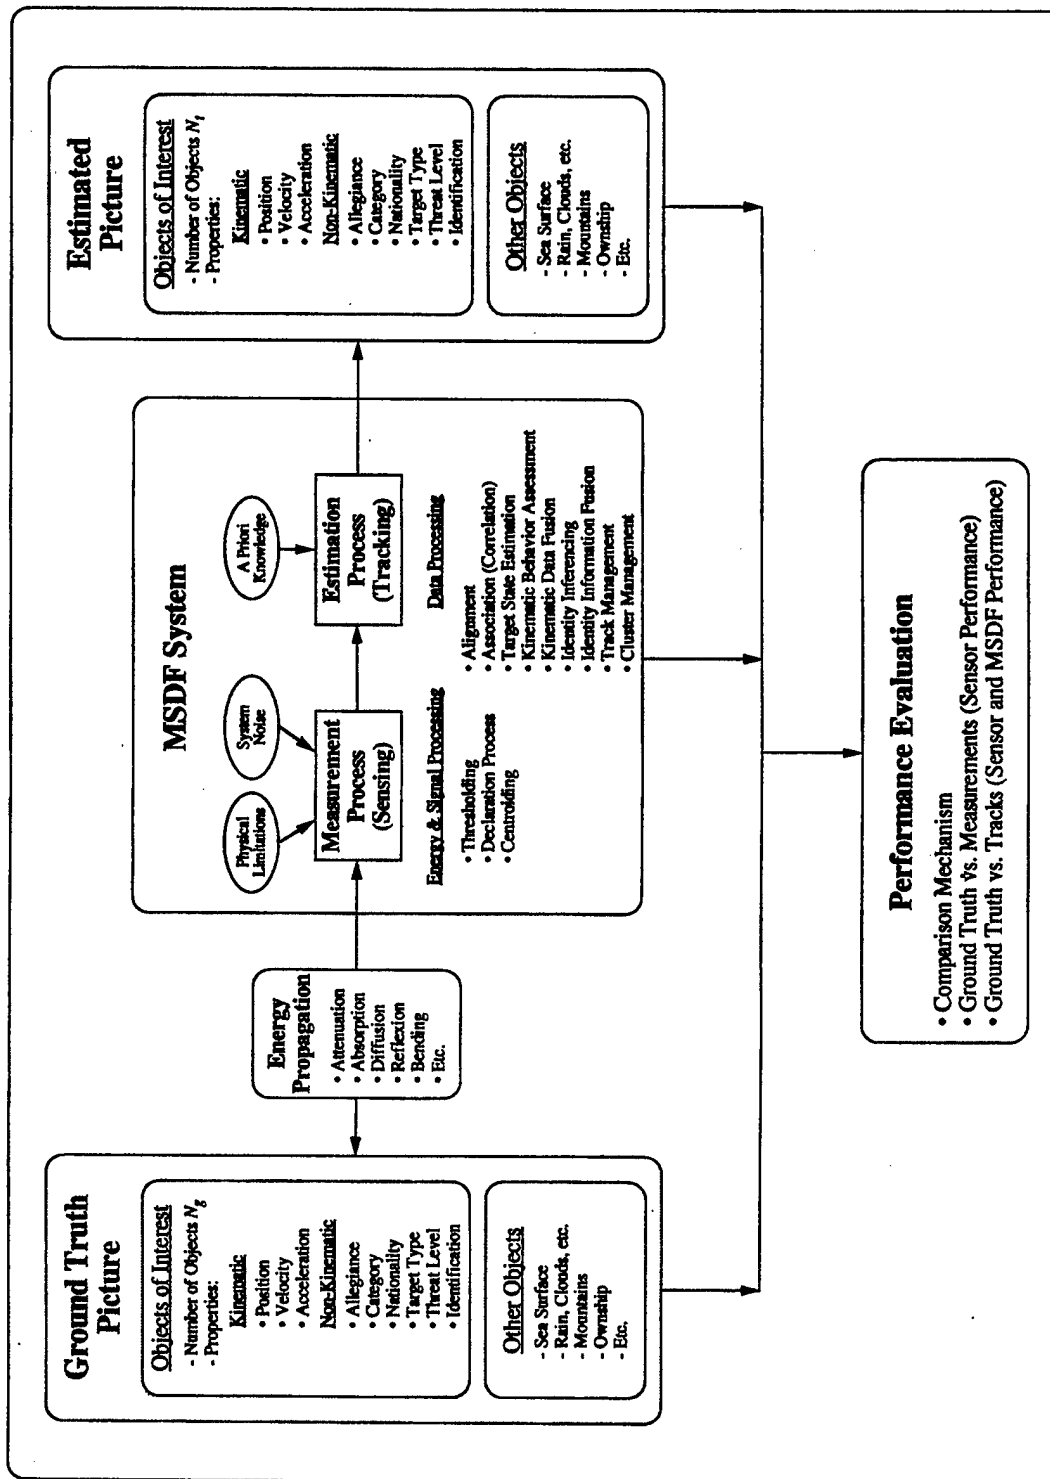 Ground Truth
Picture
Objects of Interest
- Number of Objects Ng
- Properties:
Kinematic
• Position
• Velocity
• Acceleration
Non-Kinematic
• Allegiance
• Category
• Nationality
• Target Type
• Threat Level
• Identification
Other Objects
- Sea Surface
- Rain, Clouds, etc.
- Mountains
- Ownship
- Etc.
Energy
Propagation
• Attenuation
• Absorption
• Diffusion
• Reflexion
• Bending
• Etc.
MSDF System
Physical
Limitations
System
Noise
A Priori
Knowledge
Measurement
Process
(Sensing)
Estimation
Process
(Tracking)
Energy & Signal Processing
• Thresholding
• Declaration Process
• Centroiding
Data Processing
• Alignment
• Association (Correlation)
• Target State Estimation
• Kinematic Behavior Assessment
• Kinematic Data Fusion
• Identity Inferencing
• Identity Information Fusion
• Track Management
• Cluster Management
Estimated
Picture
Objects of Interest
- Number of Objects Nt
- Properties:
Kinematic
• Position
• Velocity
• Acceleration
Non-Kinematic
• Allegiance
• Category
• Nationality
• Target Type
• Threat Level
• Identification
Other Objects
- Sea Surface
- Rain, Clouds, etc.
- Mountains
- Ownship
- Etc.
Performance Evaluation
• Comparison Mechanism
• Ground Truth vs. Measurements (Sensor Performance)
• Ground Truth vs. Tracks (Sensor and MSDF Performance)